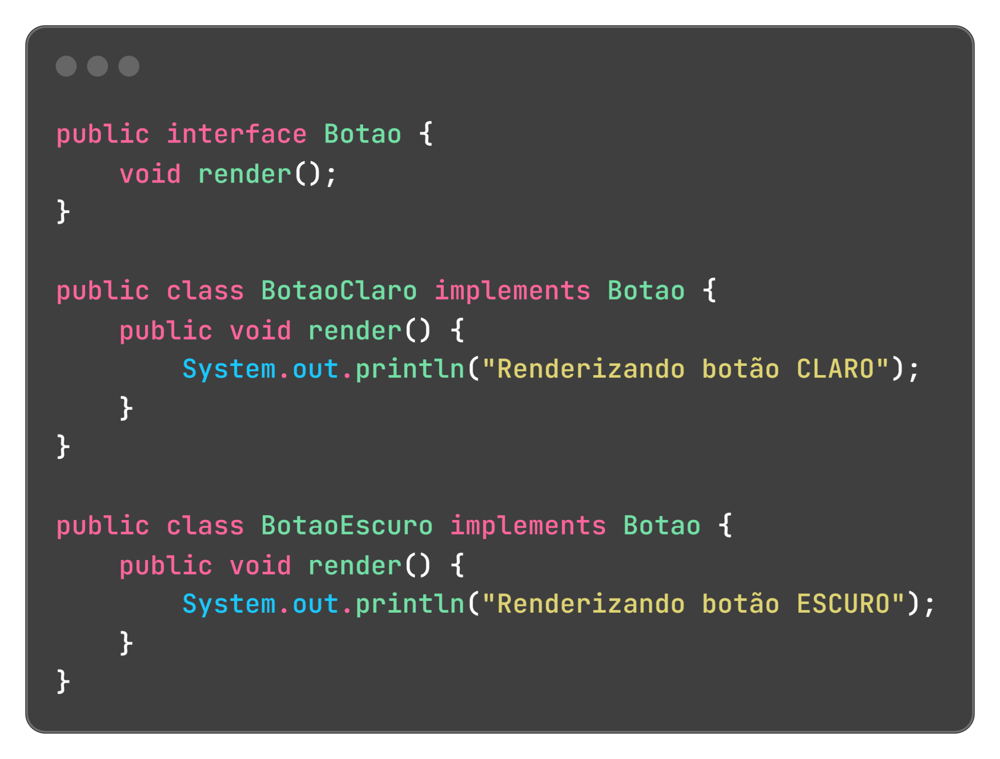 public interface Botao {
    void render();
}
public class BotaoClaro implements Botao {
    public void render() {
        System.out.println("Renderizando botão CLARO");
    }
}
public class BotaoEscuro implements Botao {
    public void render() {
        System.out.println("Renderizando botão ESCURO");
    }
}